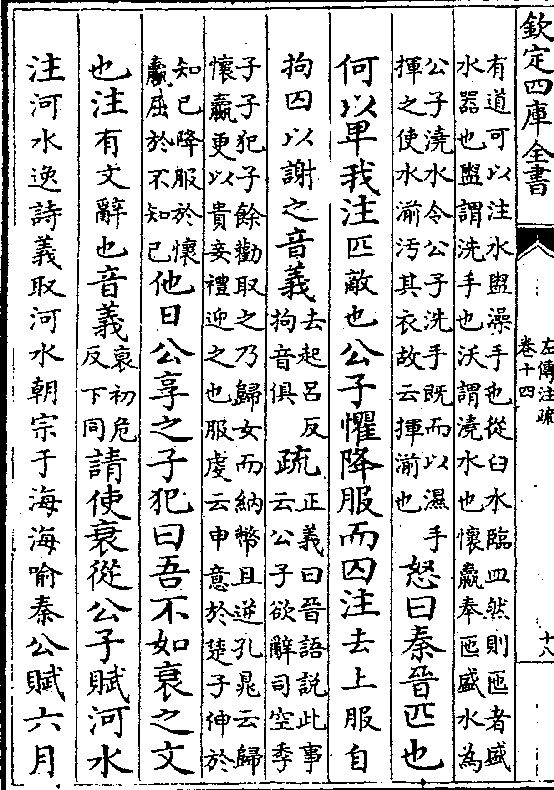 欽定四庫全書
左傳注疏
卷十四
十八
有道可以注水盥澡手也從臼水臨皿然則匜者盛
水器也盥謂洗手也沃謂澆水也懷嬴奉匜盛水為
公子澆水令公子洗手既而以濕手
揮之使水湔汚其衣故云揮湔也
怒曰秦晉匹也
何以卑我注匹敵也公子懼降服而囚注去上服自
拘囚以謝之音義
去起呂反
拘音俱
疏
正義曰晉語說此事
云公子欲辭司空季
子子犯子餘勸取之乃歸女而納幣且逆孔晁云歸
懷嬴更以貴妾禮迎之也服虔云申意於楚子伸於
知已降服於懷
嬴屈於不知已
他日公享之子犯曰吾不如衰之文
也注有文辭也音義
衰初危
反下同
請使衰從公子賦河水
注河水逸詩義取河水朝宗于海海喻秦公賦六月